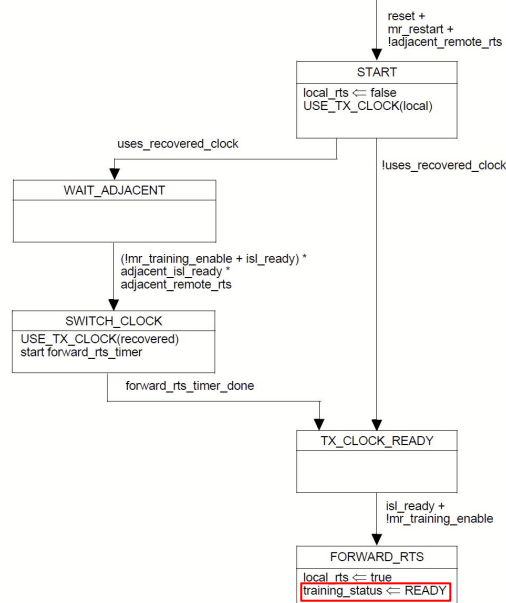 reset +
mr_restart +
!adjacent_remote_rts
START
local_rts ⇐ false
USE_TX_CLOCK(local)
uses_recovered_clock
!uses_recovered_clock
WAIT_ADJACENT
(!mr_training_enable + isl_ready) *
adjacent_isl_ready *
adjacent_remote_rts
SWITCH_CLOCK
USE_TX_CLOCK(recovered)
start forward_rts_timer
forward_rts_timer_done
TX_CLOCK_READY
isl_ready +
!mr_training_enable
FORWARD_RTS
local_rts ⇐ true
training_status ⇐ READY